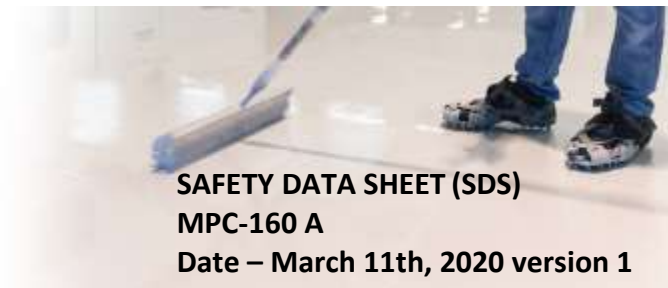 SAFETY DATA SHEET (SDS)
MPC-160 A
Date – March 11th, 2020 version 1